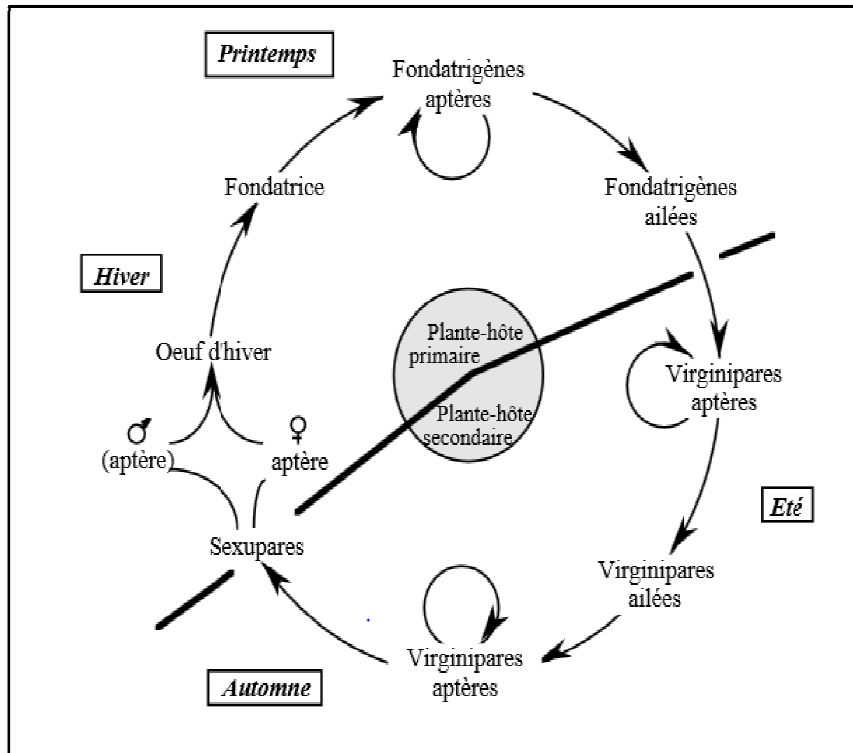 Printemps
Fondatrigènes
aptères
Fondatrice
Fondatrigènes
ailées
Hiver
Plante-hôte
primaire
Oeuf d'hiver
Virginipares
aptères
Plante-hôte
secondaire
♂
(aptère)
♀
aptère
Eté
Sexupares
Virginipares
ailées
Virginipares
aptères
Automne